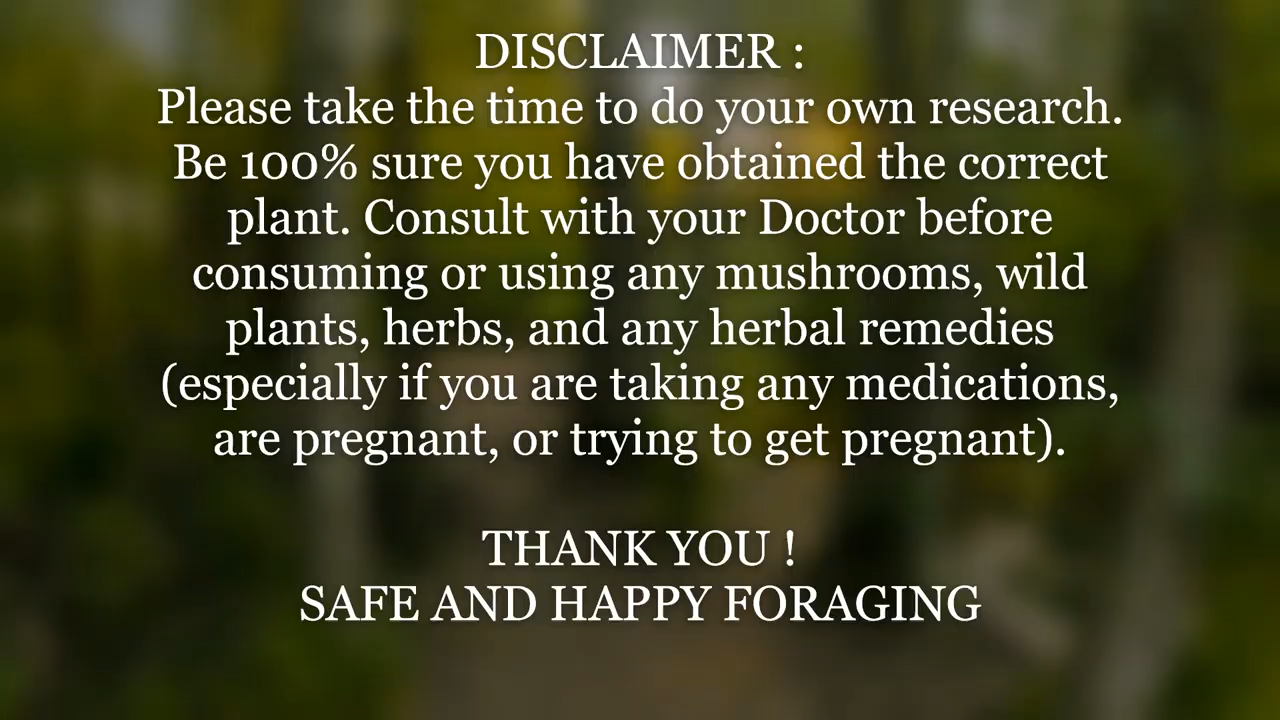 DISCLAIMER :
Please take the time to do your own research.
Be 100% sure you have obtained the correct
plant. Consult with your Doctor before
consuming or using any mushrooms, wild
plants, herbs, and any herbal remedies
(especially if you are taking any medications,
are pregnant, or trying to get pregnant).
THANK YOU !
SAFE AND HAPPY FORAGING